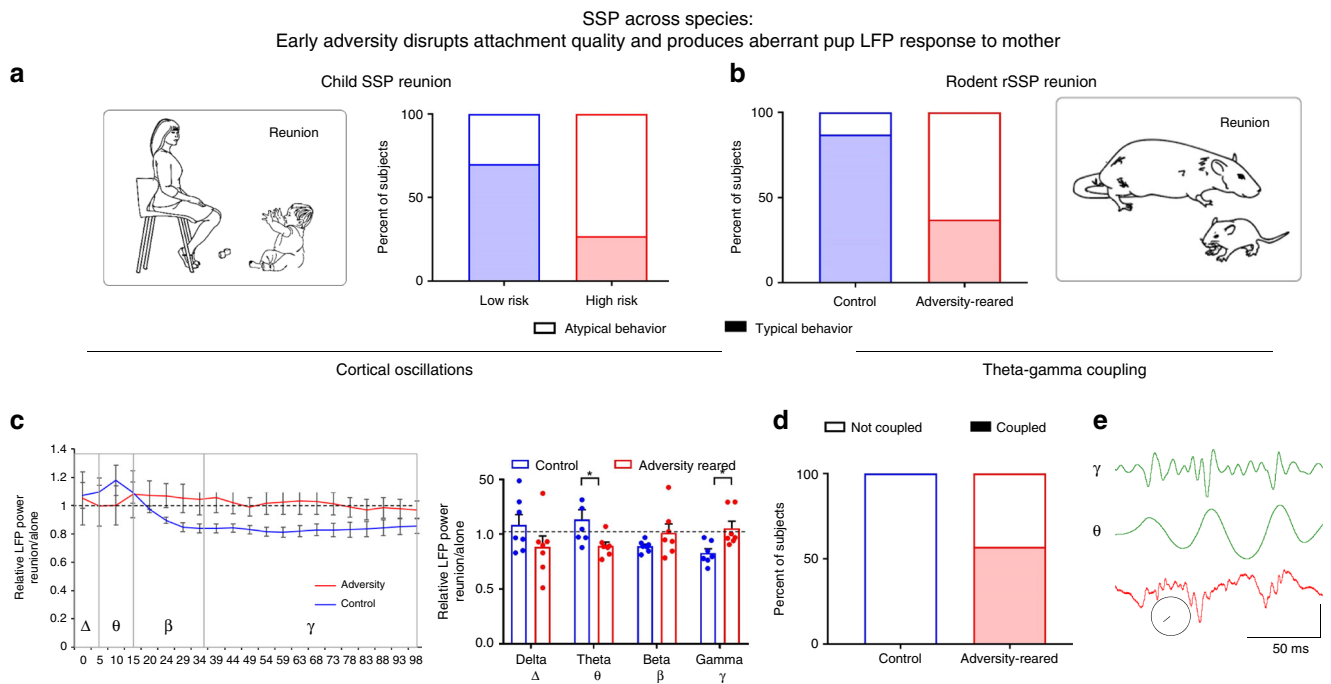 SSP across species:
Early adversity disrupts attachment quality and produces aberrant pup LFP response to mother
a
Child SSP reunion
Reunion
Percent of subjects
100
50
0
Low risk
High risk
b
Rodent rSSP reunion
Percent of subjects
100
50
0
Control
Adversity-reared
Reunion
Atypical behavior
Typical behavior
Cortical oscillations
Theta-gamma coupling
c
Relative LFP power
reunion/alone
1.4
1.2
1
0.8
0.6
0.4
0.2
0
Adversity
Control
Δ θ β γ
0 5 10 15 20 24 29 34 39 44 49 54 59 63 68 73 78 83 88 93 98
Control
Adversity reared
Relative LFP power
reunion/alone
50
1.0
0.5
0.0
* *
Delta Theta Beta Gamma
Δ θ β γ
d
Not coupled
Coupled
Percent of subjects
100
50
0
Control
Adversity-reared
e
γ
θ
50 ms